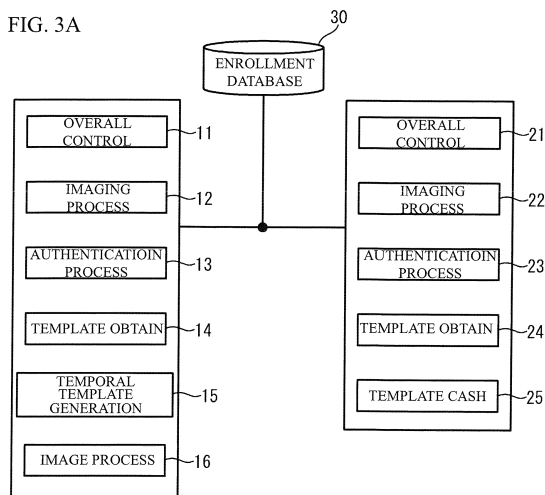 FIG. 3A
30
ENROLLMENT
DATABASE
OVERALL
CONTROL
11
IMAGING
PROCESS
12
AUTHENTICATIOIN
PROCESS
13
TEMPLATE OBTAIN
14
TEMPORAL
TEMPLATE
GENERATION
15
IMAGE PROCESS
16
OVERALL
CONTROL
21
IMAGING
PROCESS
22
AUTHENTICATIOIN
PROCESS
23
TEMPLATE OBTAIN
24
TEMPLATE CASH
25